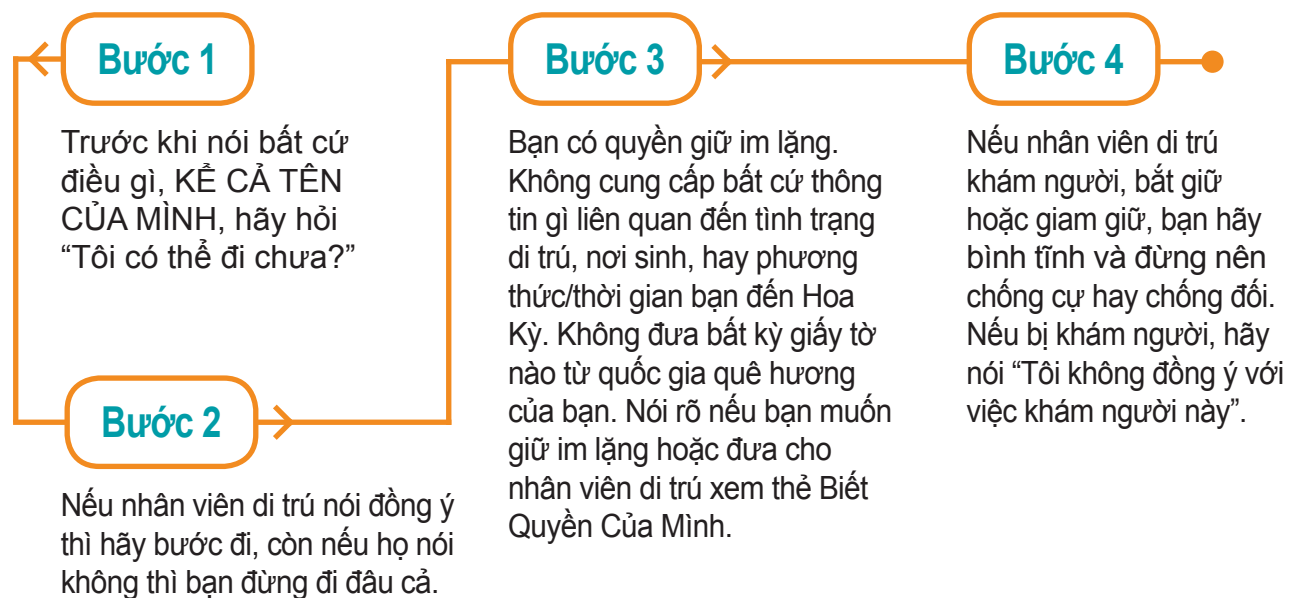 Bước 1
Trước khi nói bất cứ
điều gì, KỂ CẢ TÊN
CỦA MÌNH, hãy hỏi
“Tôi có thể đi chưa?”
Bước 2
Nếu nhân viên di trú nói đồng ý
thì hãy bước đi, còn nếu họ nói
không thì bạn đừng đi đâu cả.
Bước 3
Bạn có quyền giữ im lặng.
Không cung cấp bất cứ thông
tin gì liên quan đến tình trạng
di trú, nơi sinh, hay phương
thức/thời gian bạn đến Hoa
Kỳ. Không đưa bất kỳ giấy tờ
nào từ quốc gia quê hương
của bạn. Nói rõ nếu bạn muốn
giữ im lặng hoặc đưa cho
nhân viên di trú xem thẻ Biết
Quyền Của Mình.
Bước 4
Nếu nhân viên di trú
khám người, bắt giữ
hoặc giam giữ, bạn hãy
bình tĩnh và đừng nên
chống cự hay chống đối.
Nếu bị khám người, hãy
nói “Tôi không đồng ý với
việc khám người này”.